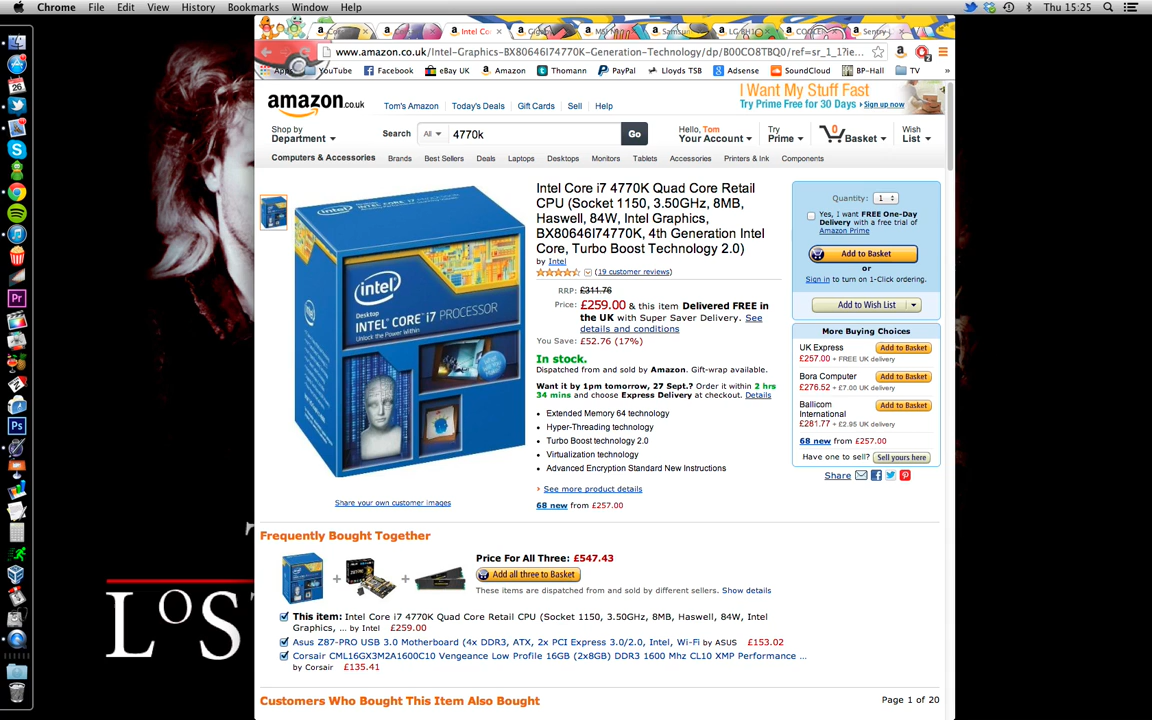 Chrome File Edit View History Bookmarks Window Help Thu 15:25
Intel Co
www.amazon.co.uk/Intel-Graphics-BX80646I74770K-Generation-Technology/dp/B00CO8TBQ0/ref=sr_1_1?ie...
YouTube Facebook eBay UK Amazon Thomann PayPal Lloyds TSB Adsense SoundCloud BP-Hall TV »
amazon.co.uk Tom's Amazon Today's Deals Gift Cards Sell Help
I Want My Stuff Fast
Try Prime Free for 30 Days Sign up now
Shop by
Department
Search All 4770k Go
Hello, Tom
Your Account
Try
Prime
0
Basket
Wish
List
Computers & Accessories Brands Best Sellers Deals Laptops Desktops Monitors Tablets Accessories Printers & Ink Components
Intel Core i7 4770K Quad Core Retail
CPU (Socket 1150, 3.50GHz, 8MB,
Haswell, 84W, Intel Graphics,
BX80646I74770K, 4th Generation Intel
Core, Turbo Boost Technology 2.0)
by Intel
(19 customer reviews)
RRP: £311.76
Price: £259.00 & this item Delivered FREE in
the UK with Super Saver Delivery. See
details and conditions
You Save: £52.76 (17%)
In stock.
Dispatched from and sold by Amazon. Gift-wrap available.
Want it by 1pm tomorrow, 27 Sept.? Order it within 2 hrs
34 mins and choose Express Delivery at checkout. Details
• Extended Memory 64 technology
• Hyper-Threading technology
• Turbo Boost technology 2.0
• Virtualization technology
• Advanced Encryption Standard New Instructions
See more product details
68 new from £257.00
intel
Desktop
INTEL® CORE™ i7 PROCESSOR
Unlock the Power Within
Share your own customer images
Quantity: 1
Yes, I want FREE One-Day
Delivery with a free trial of
Amazon Prime
Add to Basket
or
Sign in to turn on 1-Click ordering.
Add to Wish List
More Buying Choices
UK Express Add to Basket
£257.00 + FREE UK delivery
Bora Computer Add to Basket
£276.52 + £7.00 UK delivery
Ballicom
International Add to Basket
£281.77 + £2.95 UK delivery
68 new from £257.00
Have one to sell? Sell yours here
Share
Frequently Bought Together
Price For All Three: £547.43
Add all three to Basket
These items are dispatched from and sold by different sellers. Show details
This item: Intel Core i7 4770K Quad Core Retail CPU (Socket 1150, 3.50GHz, 8MB, Haswell, 84W, Intel
Graphics, ... by Intel £259.00
Asus Z87-PRO USB 3.0 Motherboard (4x DDR3, ATX, 2x PCI Express 3.0/2.0, Intel, Wi-Fi by ASUS £153.02
Corsair CML16GX3M2A1600C10 Vengeance Low Profile 16GB (2x8GB) DDR3 1600 Mhz CL10 XMP Performance ...
by Corsair £135.41
Customers Who Bought This Item Also Bought Page 1 of 20
LOS